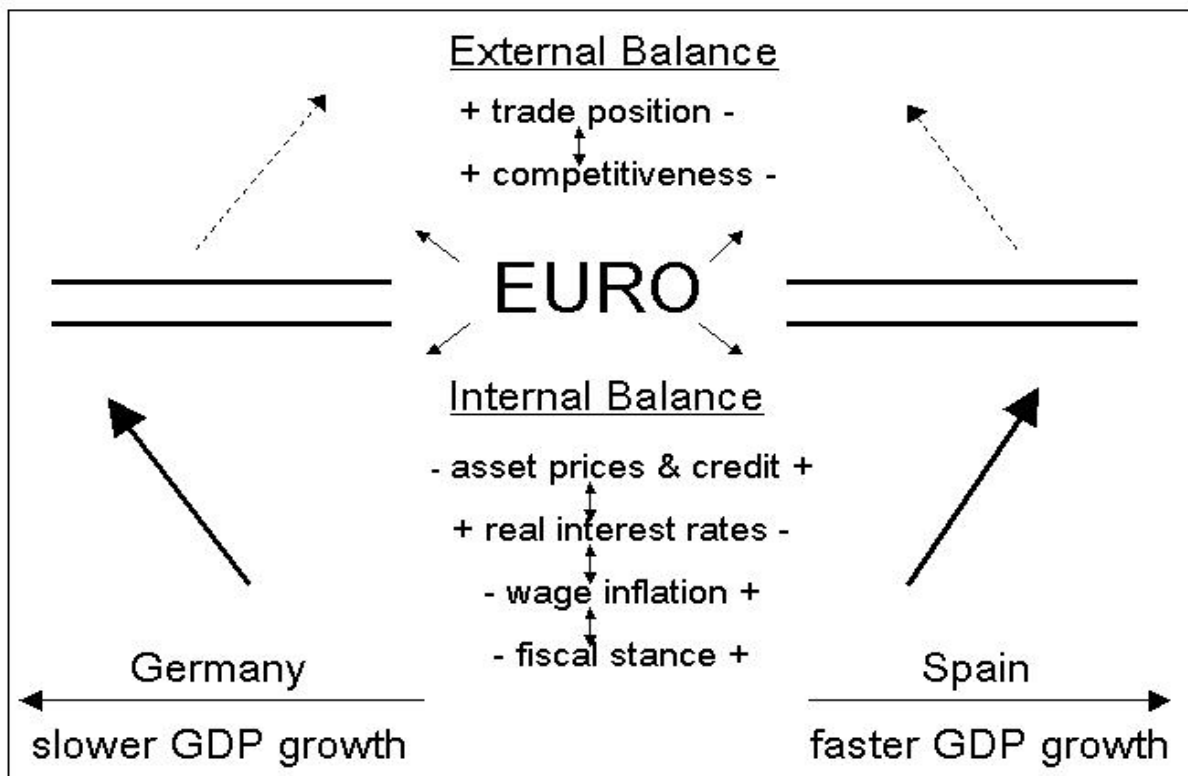 External Balance
+ trade position -
+ competitiveness -
EURO
Internal Balance
- asset prices & credit +
+ real interest rates -
- wage inflation +
- fiscal stance +
Germany
Spain
slower GDP growth
faster GDP growth